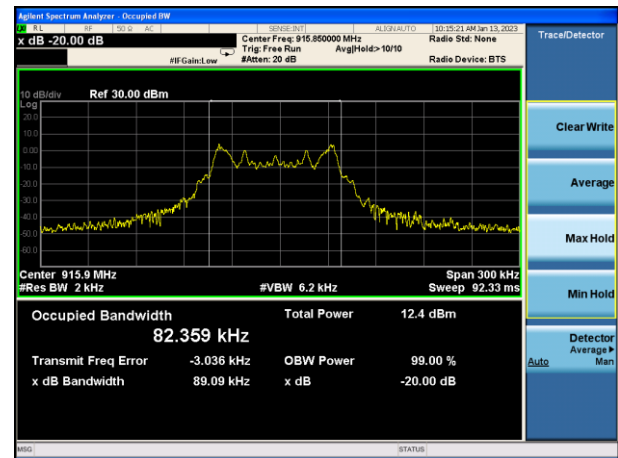 Agilent Spectrum Analyzer - Occupied BW
RL RF 50 Ω AC SENSE:INT ALIGNAUTO 10:15:21 AM Jan 13, 2023
x dB -20.00 dB Center Freq: 915.850000 MHz Radio Std: None
Trig: Free Run Avg|Hold:> 10/10
#IFGain:Low #Atten: 20 dB Radio Device: BTS
Trace/Detector
10 dB/div Ref 30.00 dBm
Log
20.0
10.0
0.00
-10.0
-20.0
-30.0
-40.0
-50.0
-60.0
Center 915.9 MHz Span 300 kHz
#Res BW 2 kHz #VBW 6.2 kHz Sweep 92.33 ms
Occupied Bandwidth Total Power 12.4 dBm
82.359 kHz
Transmit Freq Error -3.036 kHz OBW Power 99.00 %
x dB Bandwidth 89.09 kHz x dB -20.00 dB
Clear Write
Average
Max Hold
Min Hold
Detector
Average▶
Auto Man
MSG STATUS